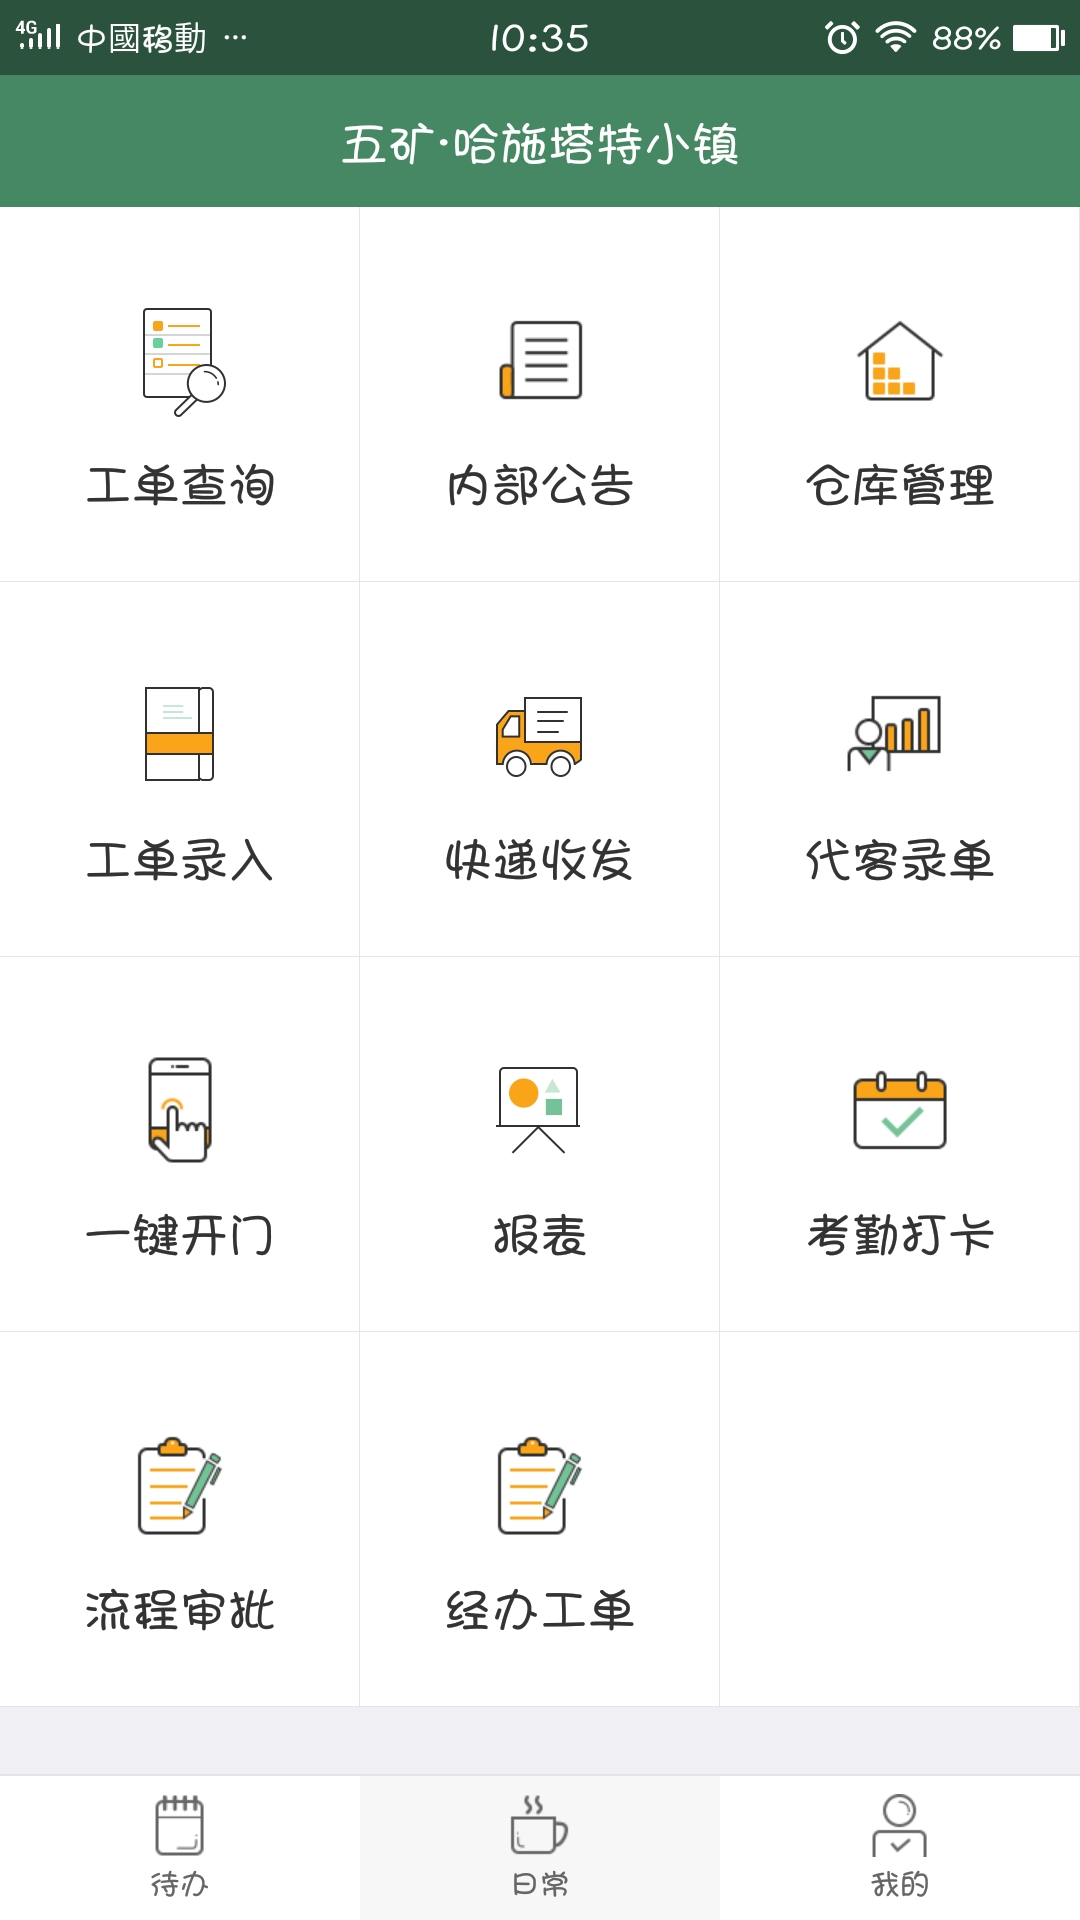 4G 中國移動 ··· 10:35 88%
五矿·哈施塔特小镇
工单查询 内部公告 仓库管理
工单录入 快递收发 代客录单
一键开门 报表 考勤打卡
流程审批 经办工单
待办 日常 我的